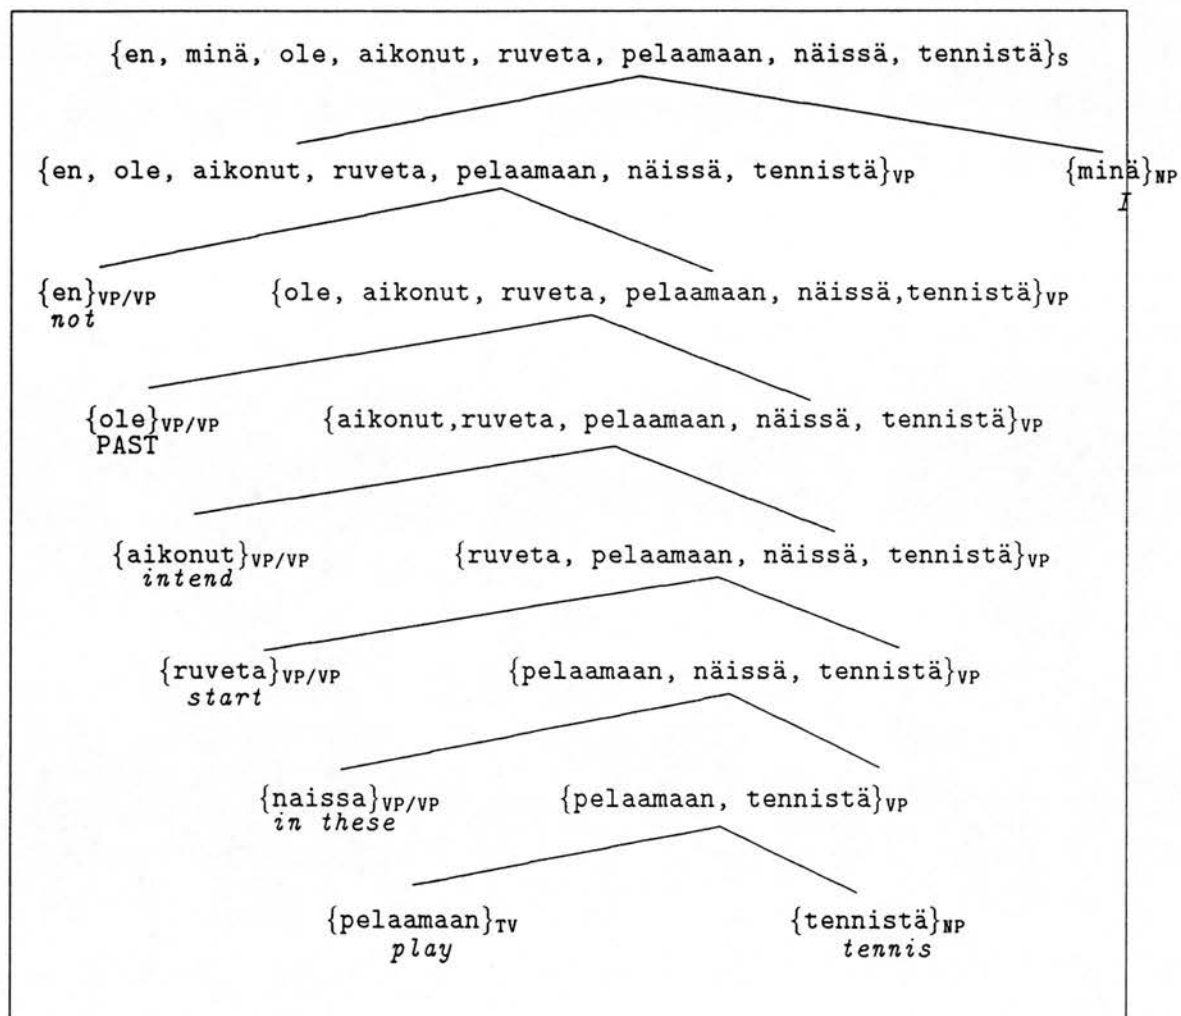 {en, minä, ole, aikonut, ruveta, pelaamaan, näissä, tennistä}S
{en, ole, aikonut, ruveta, pelaamaan, näissä, tennistä}VP {minä}NP
I
{en}VP/VP {ole, aikonut, ruveta, pelaamaan, näissä,tennistä}VP
not
{ole}VP/VP {aikonut,ruveta, pelaamaan, näissä, tennistä}VP
PAST
{aikonut}VP/VP {ruveta, pelaamaan, näissä, tennistä}VP
intend
{ruveta}VP/VP {pelaamaan, näissä, tennistä}VP
start
{naissa}VP/VP {pelaamaan, tennistä}VP
in these
{pelaamaan}TV {tennistä}NP
play tennis